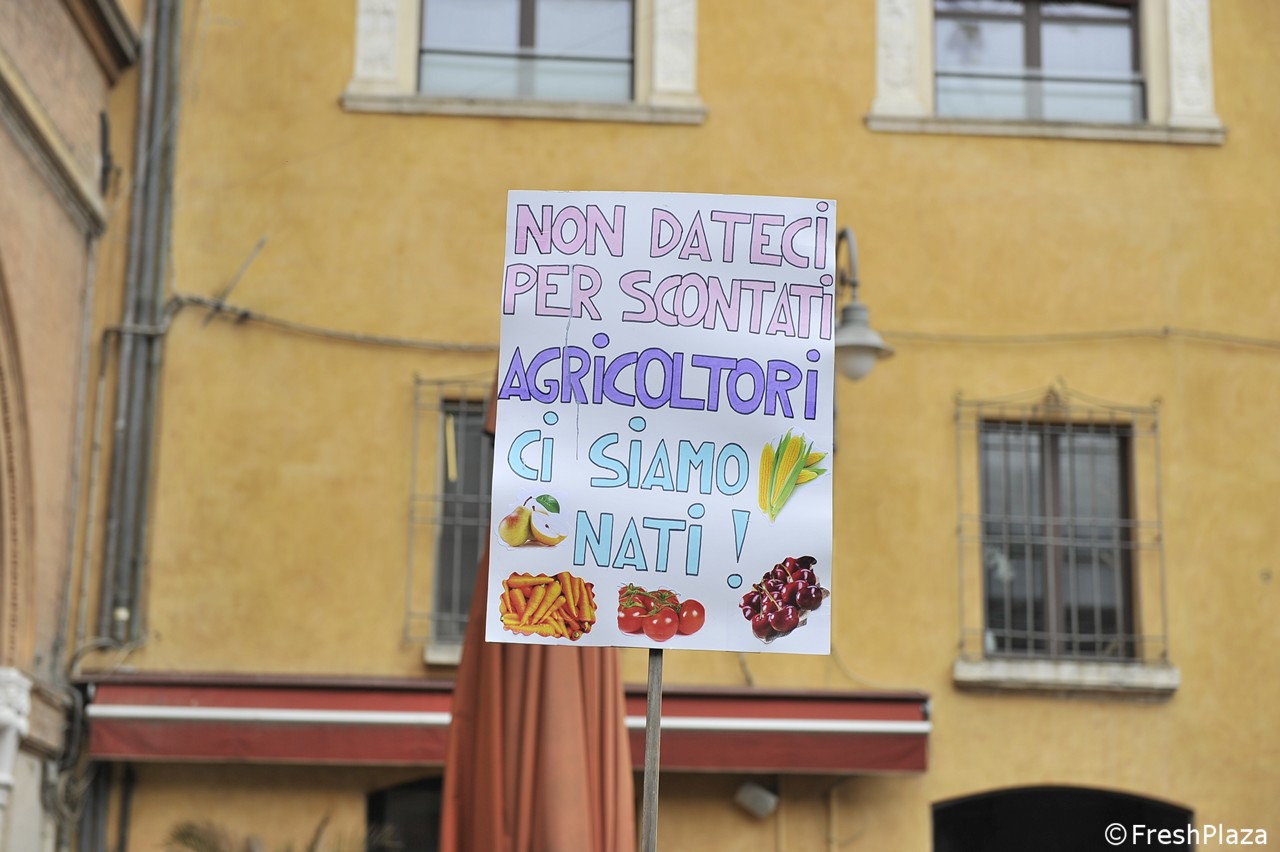 NON DATECi
PER SCONTATi
AGRiCOLTORi
Ci SiAMO
NATi !
©FreshPlaza